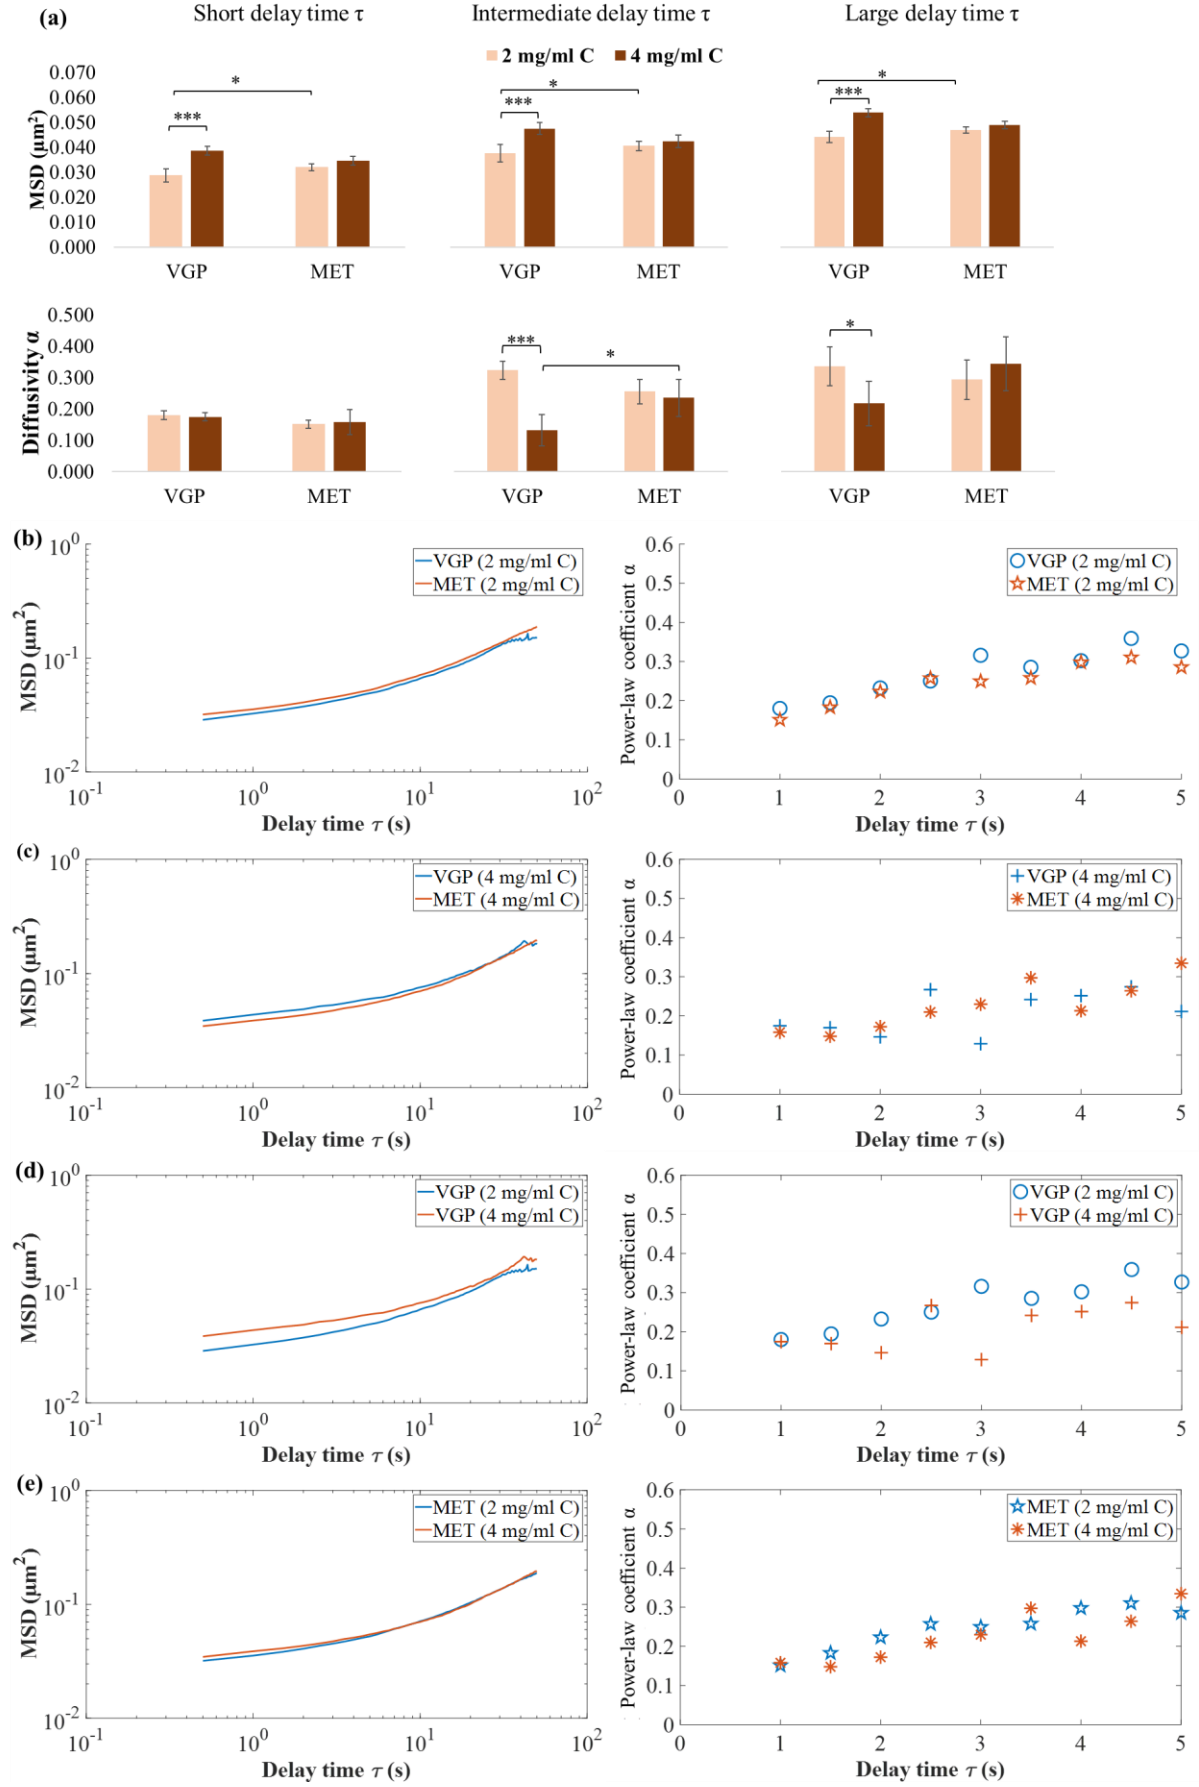 (a)
Short delay time τ
Intermediate delay time τ
Large delay time τ
2 mg/ml C
4 mg/ml C
MSD (μm²)
0.070
0.060
0.050
0.040
0.030
0.020
0.010
0.000
*
***
VGP
MET
*
***
VGP
MET
*
***
VGP
MET
Diffusivity α
0.500
0.400
0.300
0.200
0.100
0.000
VGP
MET
***
*
VGP
MET
*
VGP
MET
(b)
MSD (μm²)
10⁰
10⁻¹
10⁻²
10⁻¹
10⁰
10¹
10²
Delay time τ (s)
VGP (2 mg/ml C)
MET (2 mg/ml C)
Power-law coefficient α
0.6
0.5
0.4
0.3
0.2
0.1
0
0
1
2
3
4
5
Delay time τ (s)
VGP (2 mg/ml C)
MET (2 mg/ml C)
(c)
MSD (μm²)
10⁰
10⁻¹
10⁻²
10⁻¹
10⁰
10¹
10²
Delay time τ (s)
VGP (4 mg/ml C)
MET (4 mg/ml C)
Power-law coefficient α
0.6
0.5
0.4
0.3
0.2
0.1
0
0
1
2
3
4
5
Delay time τ (s)
VGP (4 mg/ml C)
MET (4 mg/ml C)
(d)
MSD (μm²)
10⁰
10⁻¹
10⁻²
10⁻¹
10⁰
10¹
10²
Delay time τ (s)
VGP (2 mg/ml C)
VGP (4 mg/ml C)
Power-law coefficient α
0.6
0.5
0.4
0.3
0.2
0.1
0
0
1
2
3
4
5
Delay time τ (s)
VGP (2 mg/ml C)
VGP (4 mg/ml C)
(e)
MSD (μm²)
10⁰
10⁻¹
10⁻²
10⁻¹
10⁰
10¹
10²
Delay time τ (s)
MET (2 mg/ml C)
MET (4 mg/ml C)
Power-law coefficient α
0.6
0.5
0.4
0.3
0.2
0.1
0
0
1
2
3
4
5
Delay time τ (s)
MET (2 mg/ml C)
MET (4 mg/ml C)